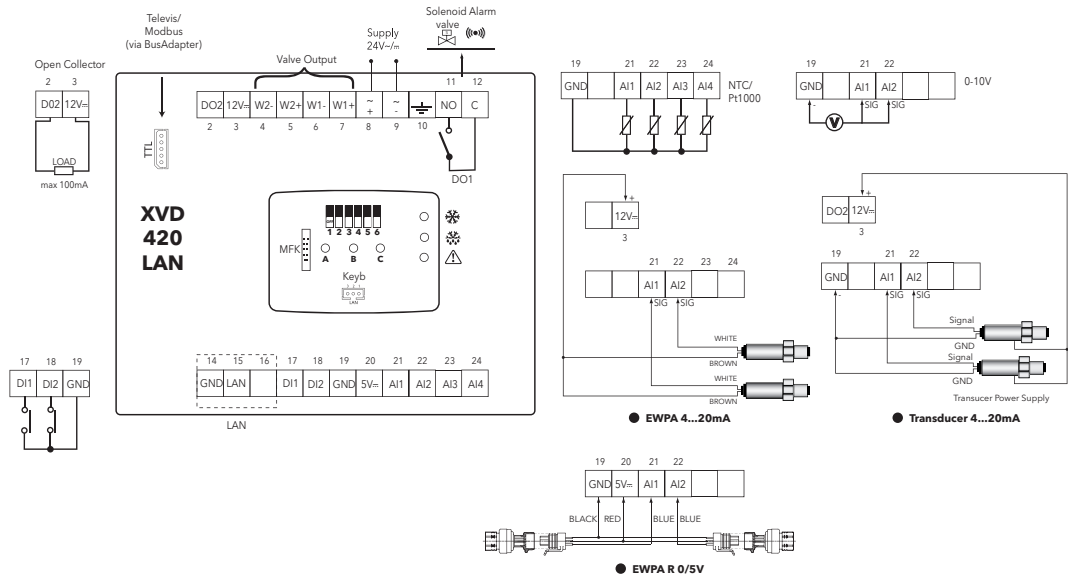 Televis/
Modbus
(via BusAdapter)
Solenoid Alarm
valve
Supply
24V~/⎓
Valve Output
Open Collector
2 3
D02 12V⎓
LOAD
max 100mA
11 12
DO2 12V⎓ W2- W2+ W1- W1+ ~ + ~ - NO C
2 3 4 5 6 7 8 9 10
DO1
TTL
XVD
420
LAN
1 2 3 4 5 6
MFK
A B C
Keyb
3 2 1
LAN
17 18 19
DI1 DI2 GND
14 15 16 17 18 19 20 21 22 23 24
GND LAN DI1 DI2 GND 5V⎓ AI1 AI2 AI3 AI4
LAN
19 21 22 23 24
GND AI1 AI2 AI3 AI4
NTC/
Pt1000
19 21 22
GND AI1 AI2
0-10V
- SIG SIG
V
+
12V⎓
3
21 22 23 24
AI1 AI2
SIG SIG
WHITE
BROWN
WHITE
BROWN
● EWPA 4...20mA
+
DO2 12V⎓
3
19 21 22
GND AI1 AI2
- SIG SIG
Signal
GND
Signal
GND
Transucer Power Supply
● Transducer 4...20mA
19 20 21 22
GND 5V⎓ AI1 AI2
BLACK RED BLUE BLUE
● EWPA R 0/5V